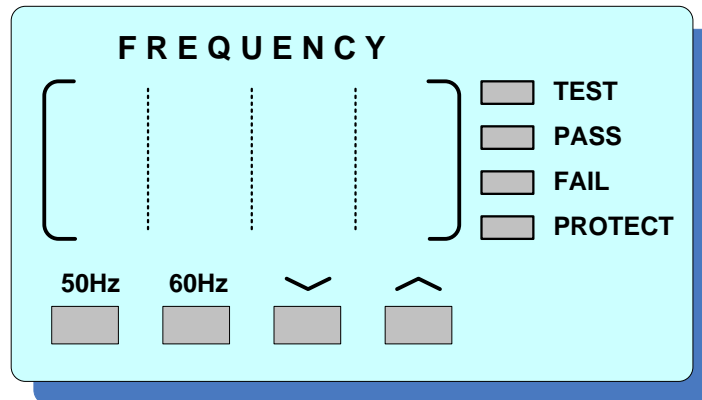 FREQUENCY
TEST
PASS
FAIL
PROTECT
50Hz 60Hz